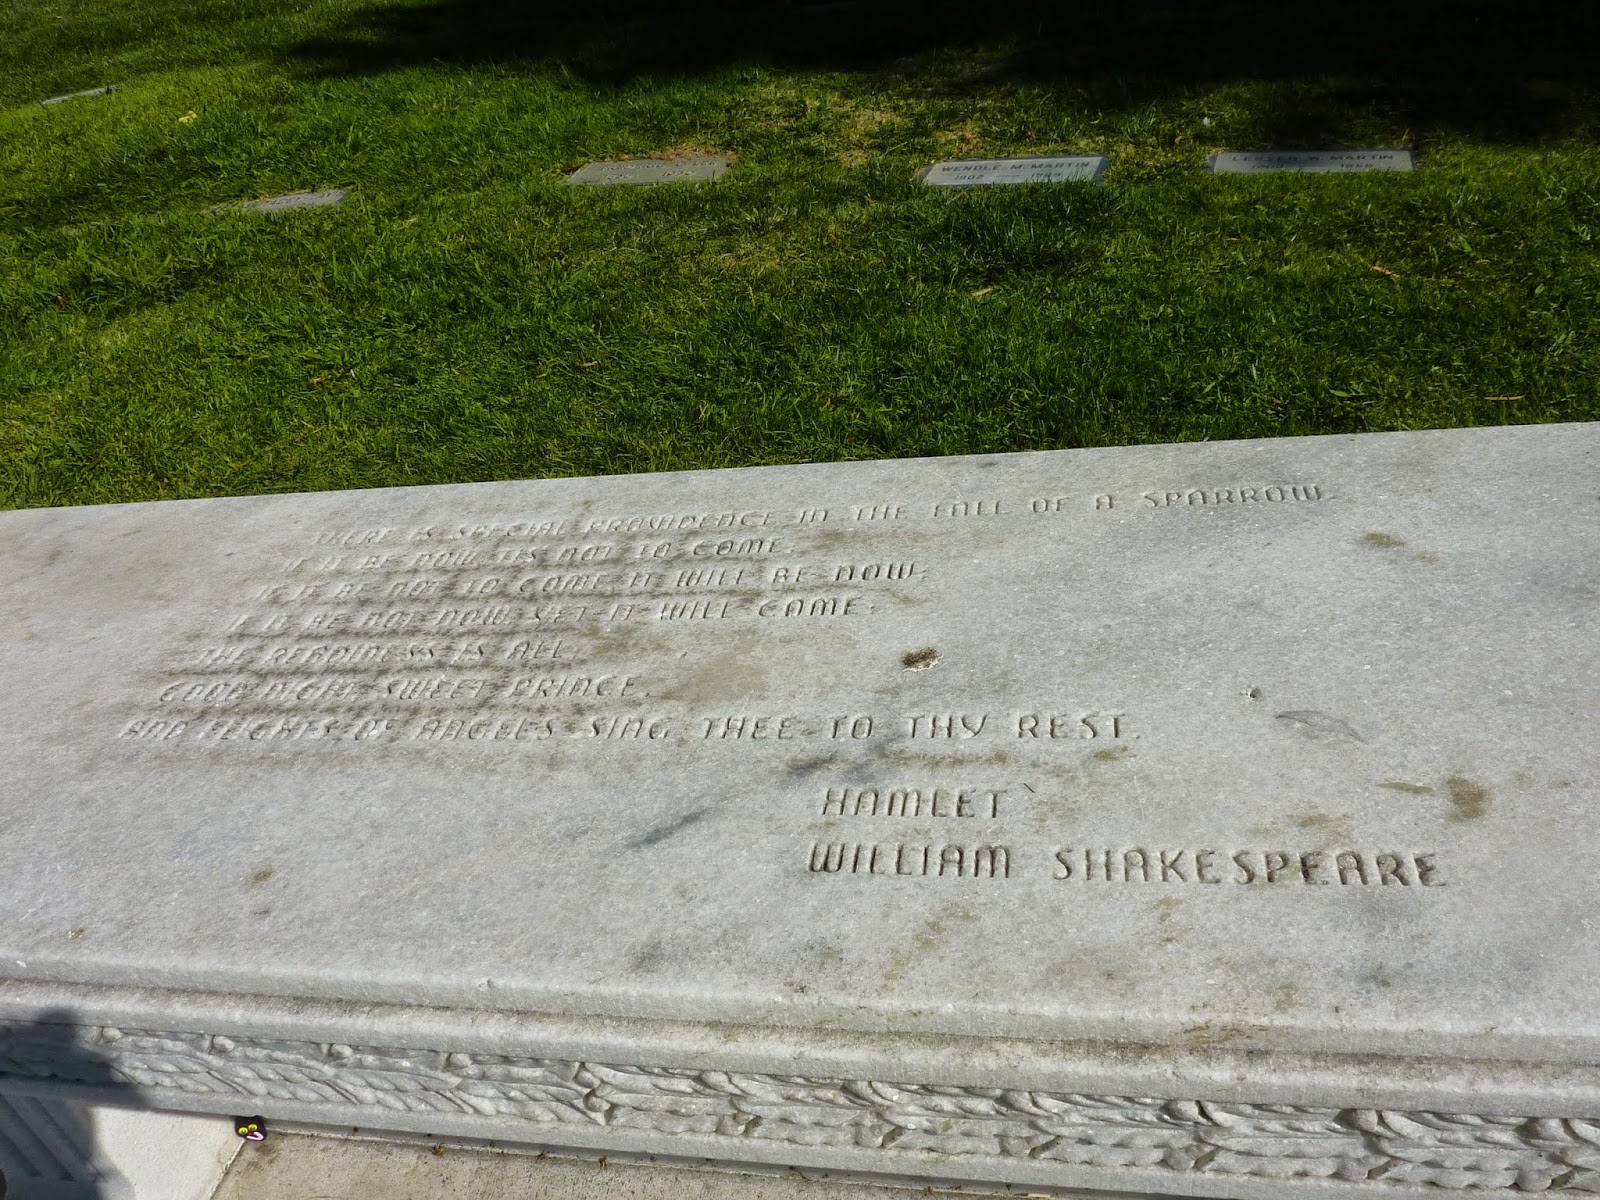 WENDLE M. MARTIN
1902
LESTER W. MARTIN
THERE IS SPECIAL PROVIDENCE IN THE FALL OF A SPARROW.
IF IT BE NOW, TIS NOT TO COME.
IF IT BE NOT TO COME IT WILL BE NOW;
IF IT BE NOT NOW, YET IT WILL COME.
THE READINESS IS ALL.
GOOD NIGHT SWEET PRINCE.
AND FLIGHTS OF ANGELS SING THEE TO THY REST.
HAMLET
WILLIAM SHAKESPEARE